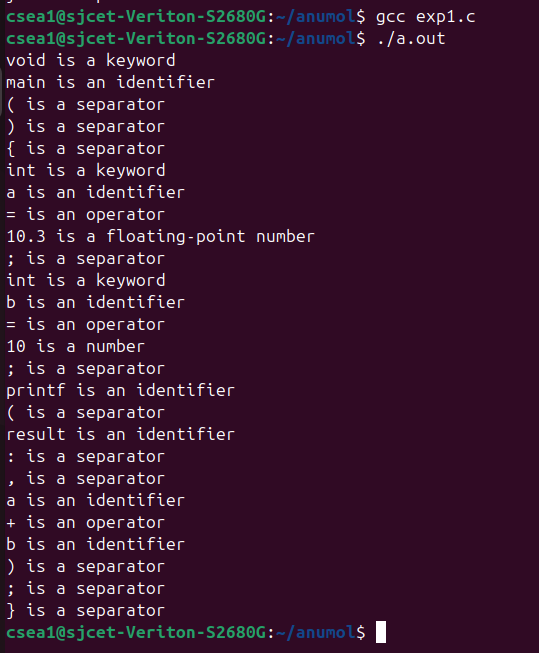 csea1@sjcet-Veriton-S2680G:~/anumol$ gcc exp1.c
csea1@sjcet-Veriton-S2680G:~/anumol$ ./a.out
void is a keyword
main is an identifier
( is a separator
) is a separator
{ is a separator
int is a keyword
a is an identifier
= is an operator
10.3 is a floating-point number
; is a separator
int is a keyword
b is an identifier
= is an operator
10 is a number
; is a separator
printf is an identifier
( is a separator
result is an identifier
: is a separator
, is a separator
a is an identifier
+ is an operator
b is an identifier
) is a separator
; is a separator
} is a separator
csea1@sjcet-Veriton-S2680G:~/anumol$